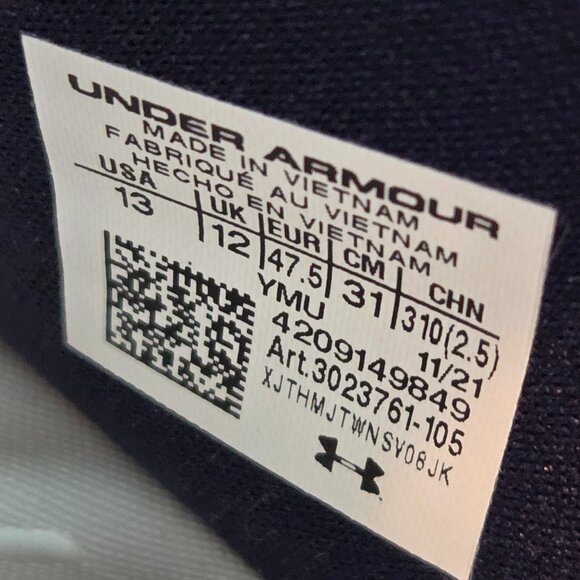 UNDER ARMOUR
MADE IN VIETNAM
FABRIQUÉ AU VIETNAM
HECHO EN VIETNAM
USA UK EUR CM CHN
13 12 47.5 31 310(2.5)
YMU 11/21
4209149849
Art.3023761-105
XJTHMJTWNSV08JK